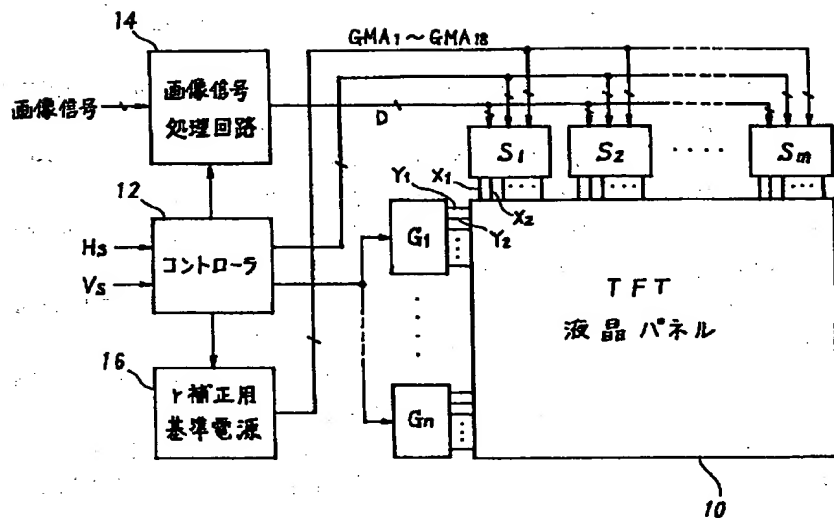 14
GMA1～GMA18
画像信号
画像信号
処理回路
D
S1
S2
Sm
X1
X2
12
Hs
Vs
コントローラ
Y1
Y2
G1
TFT
液晶パネル
16
γ補正用
基準電源
Gn
10